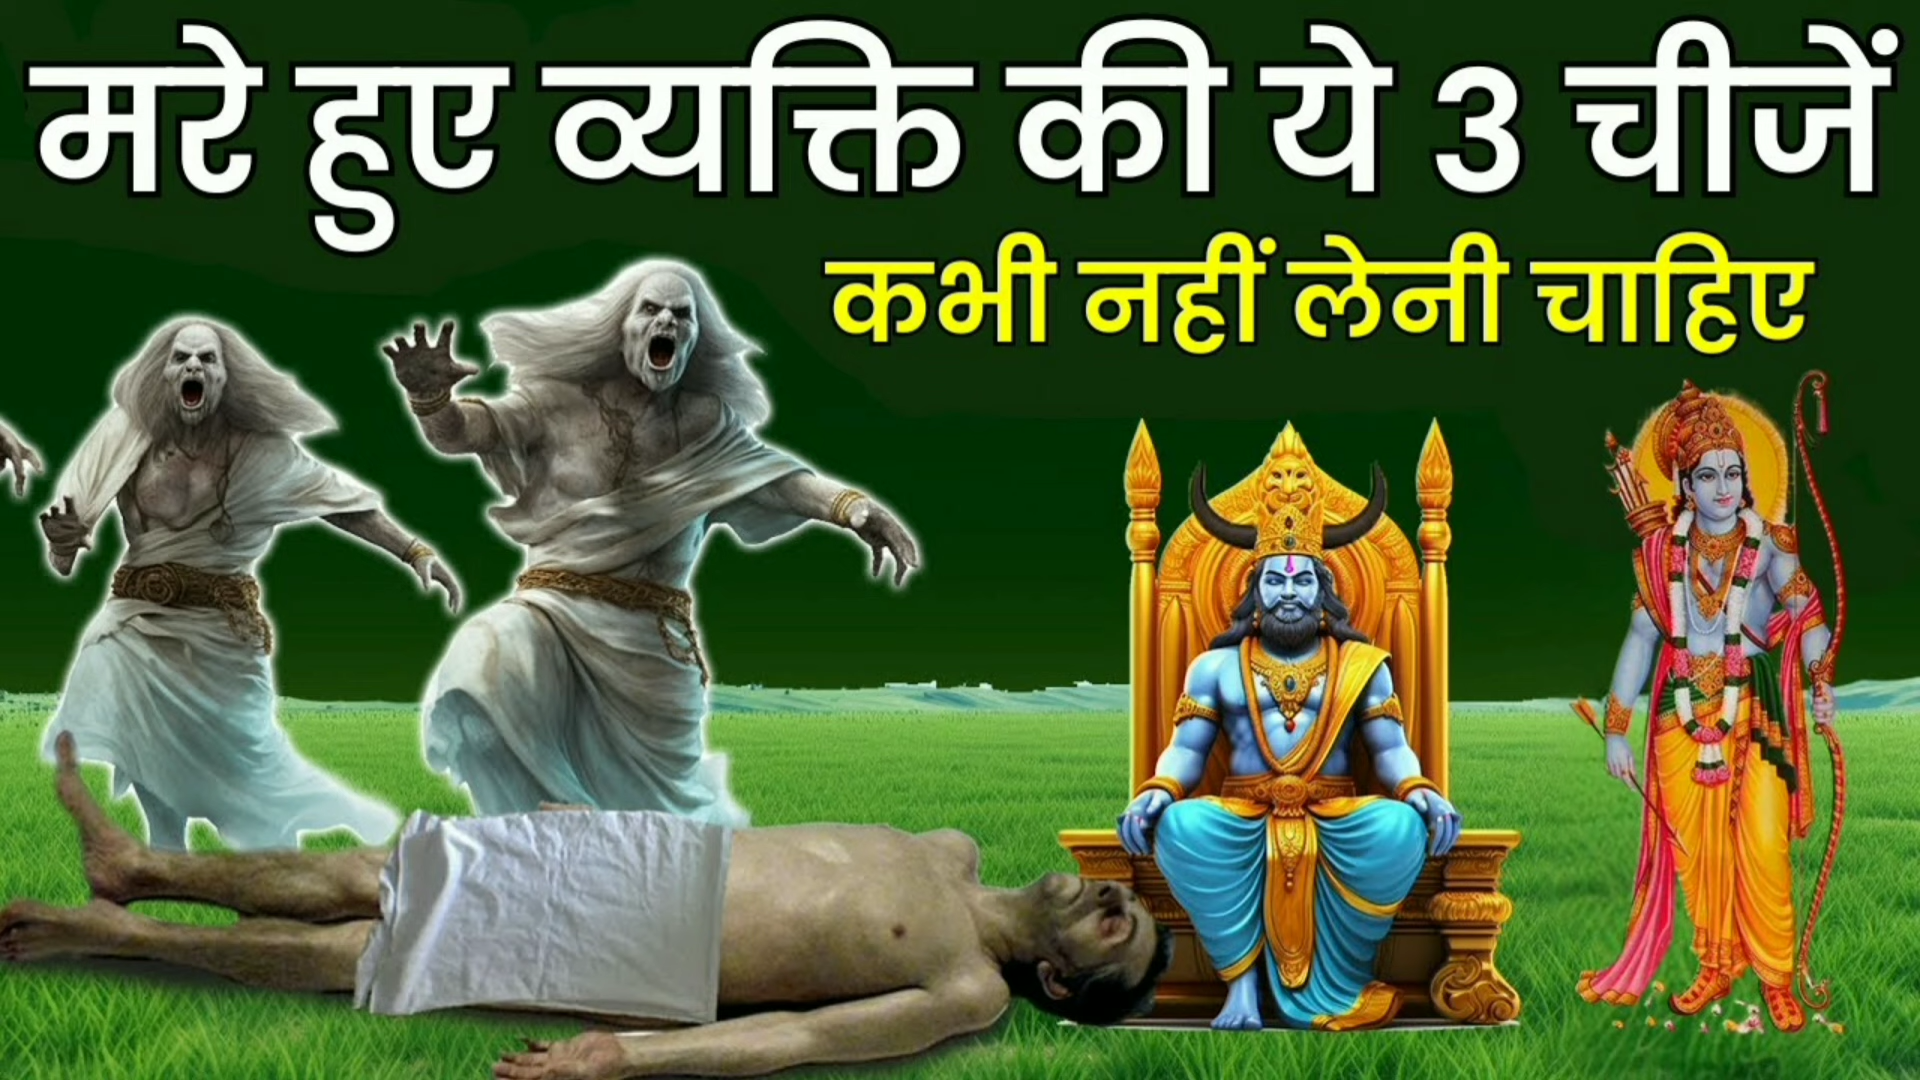 मरे हुए व्यक्ति की ये 3 चीजें
कभी नहीं लेनी चाहिए